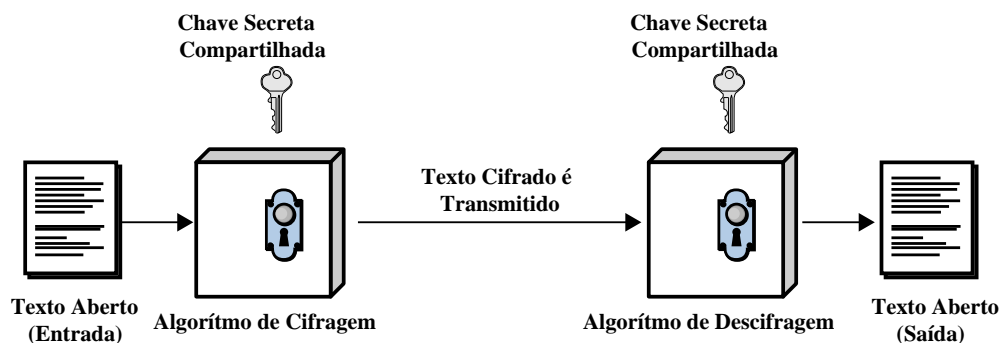 Chave Secreta
Compartilhada
Chave Secreta
Compartilhada
Texto Cifrado é
Transmitido
Texto Aberto
(Entrada)
Algorítmo de Cifragem
Algorítmo de Descifragem
Texto Aberto
(Saída)